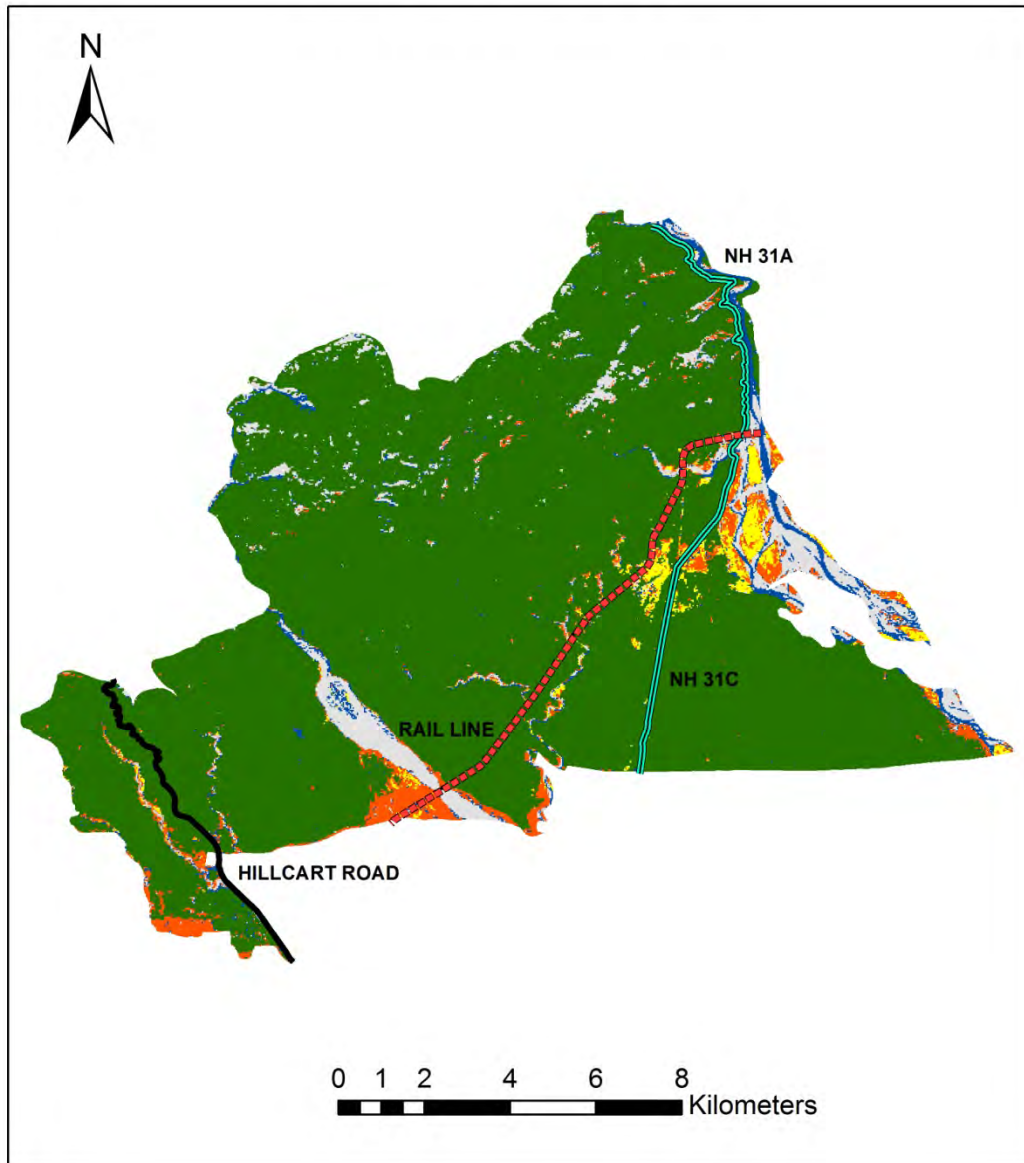 N
NH 31A
NH 31C
RAIL LINE
HILLCART ROAD
0 1 2 4 6 8
Kilometers